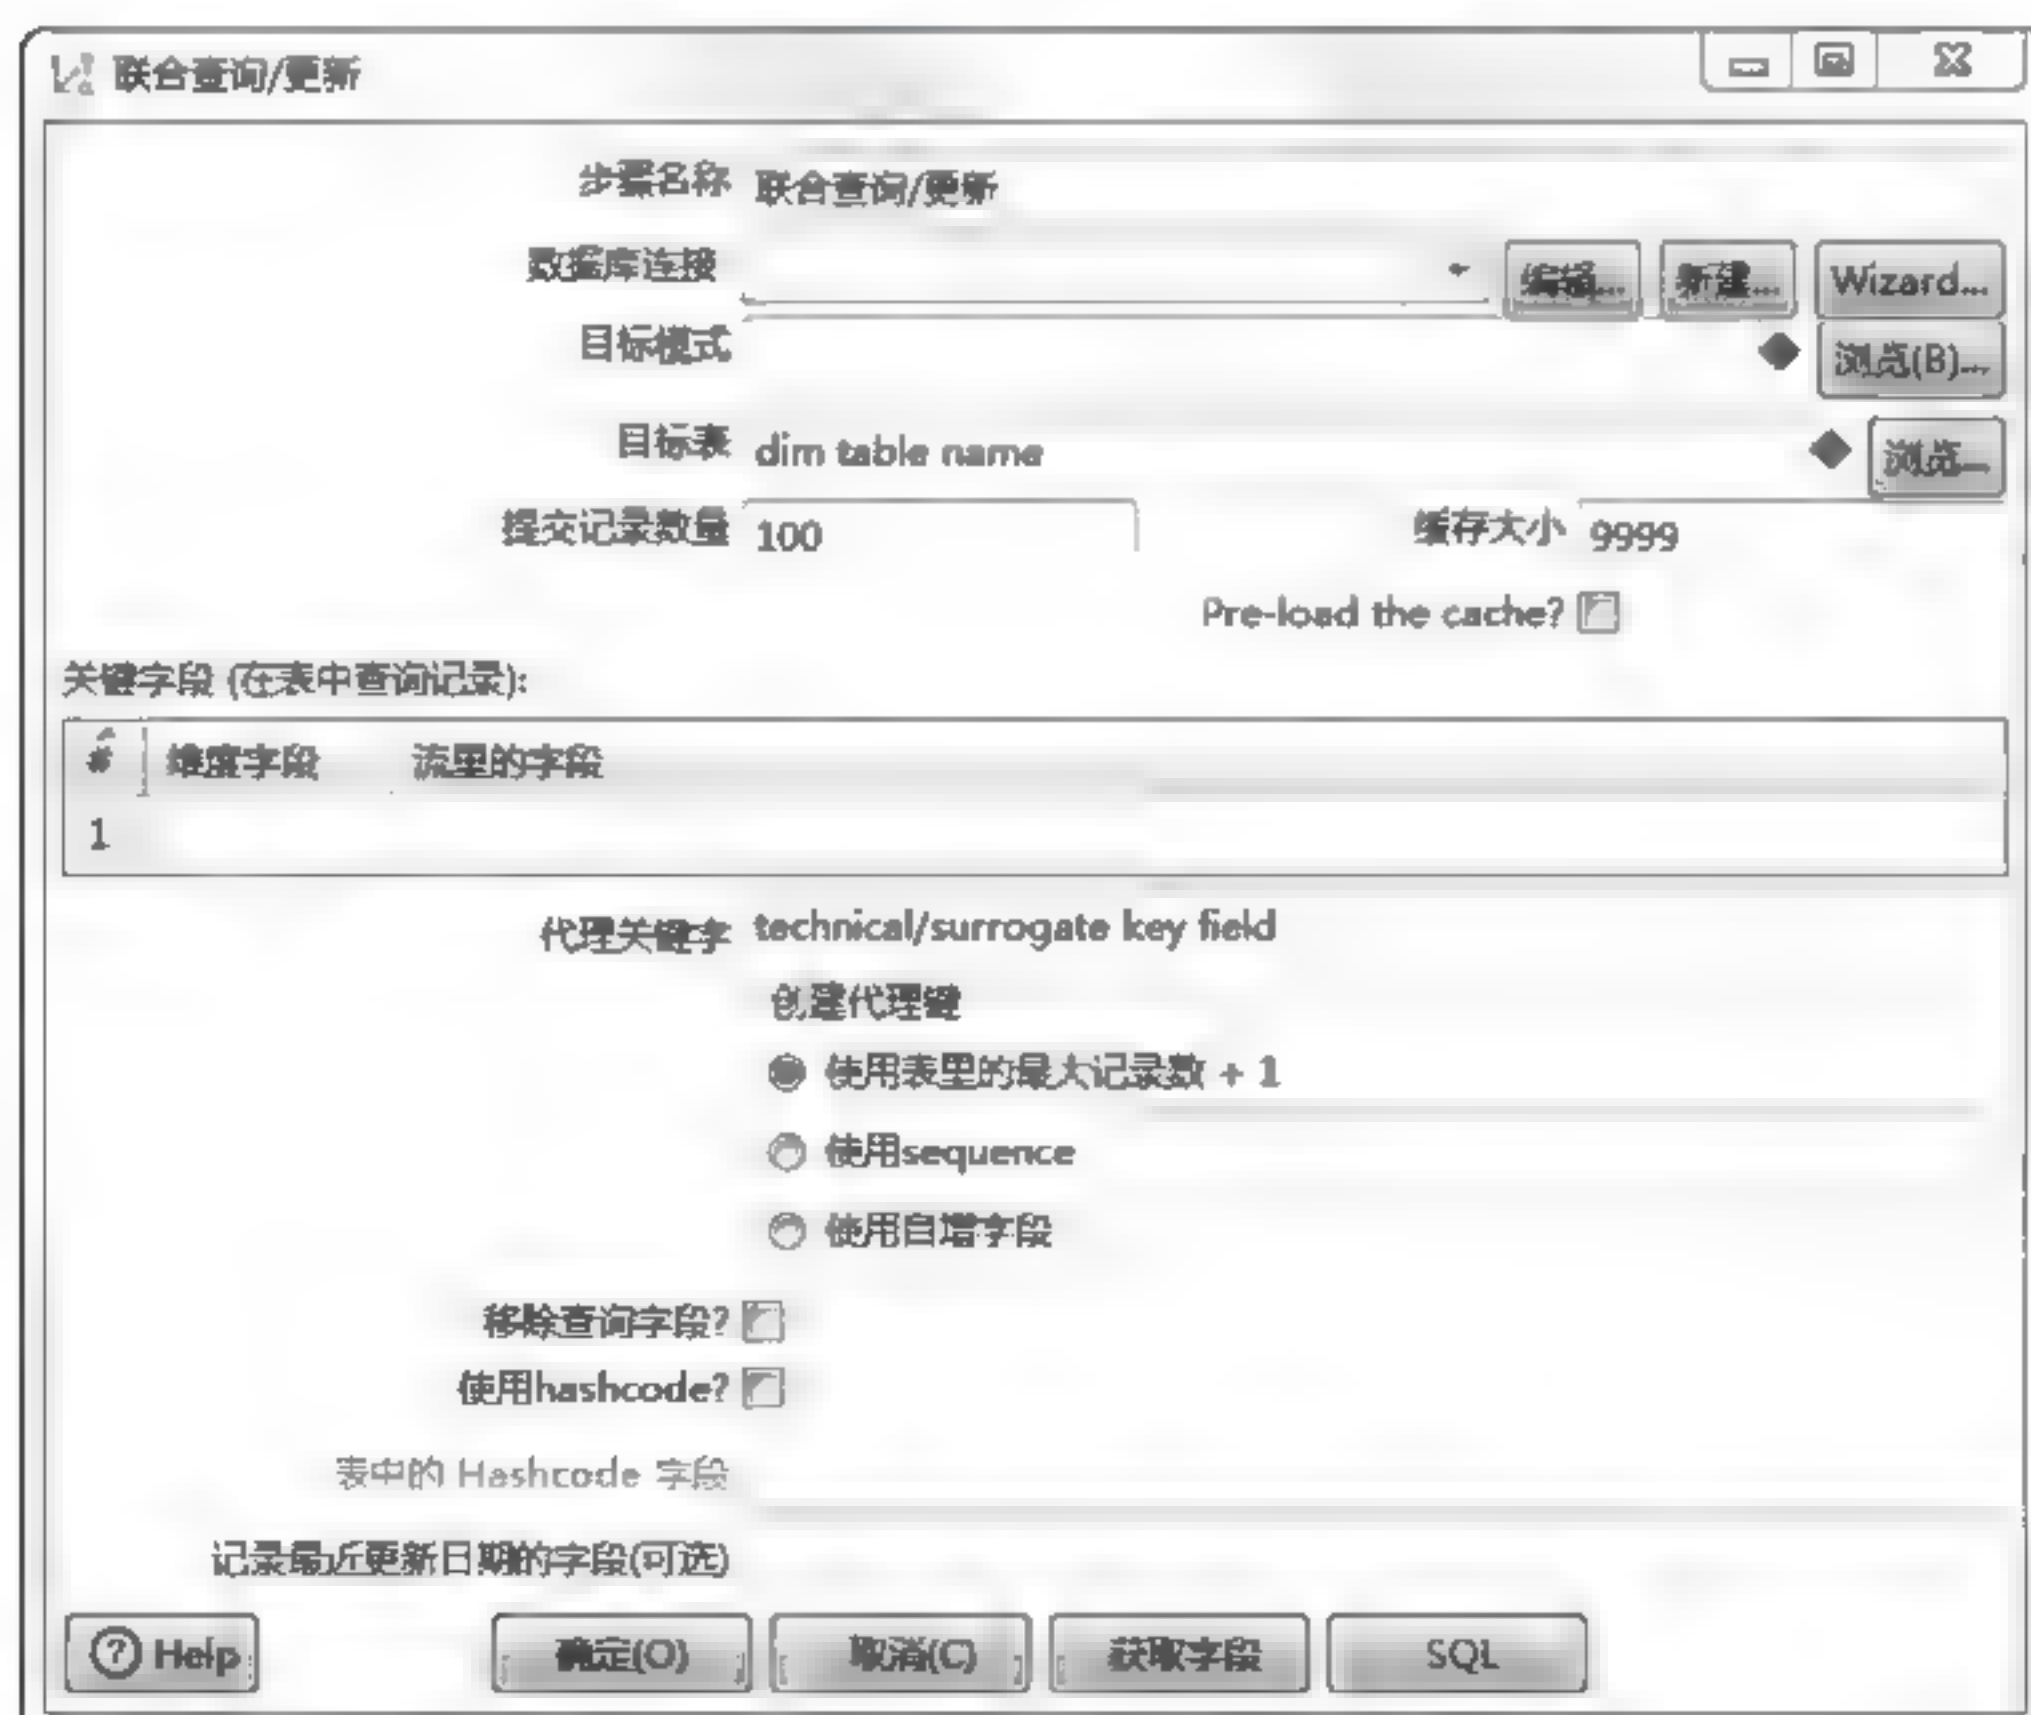 联合查询/更新
步骤名称 联合查询/更新
数据库连接 编辑... 新建... Wizard...
目标模式 浏览(B)...
目标表 dim table name 浏览...
提交记录数量 100 缓存大小 9999
Pre-load the cache?
关键字段 (在表中查询记录):
# 维度字段 流里的字段
1
代理关键字 technical/surrogate key field
创建代理键
使用表里的最大记录数 + 1
使用sequence
使用自增字段
移除查询字段?
使用hashcode?
表中的 Hashcode 字段
记录最近更新日期的字段(可选)
Help 确定(O) 取消(C) 获取字段 SQL